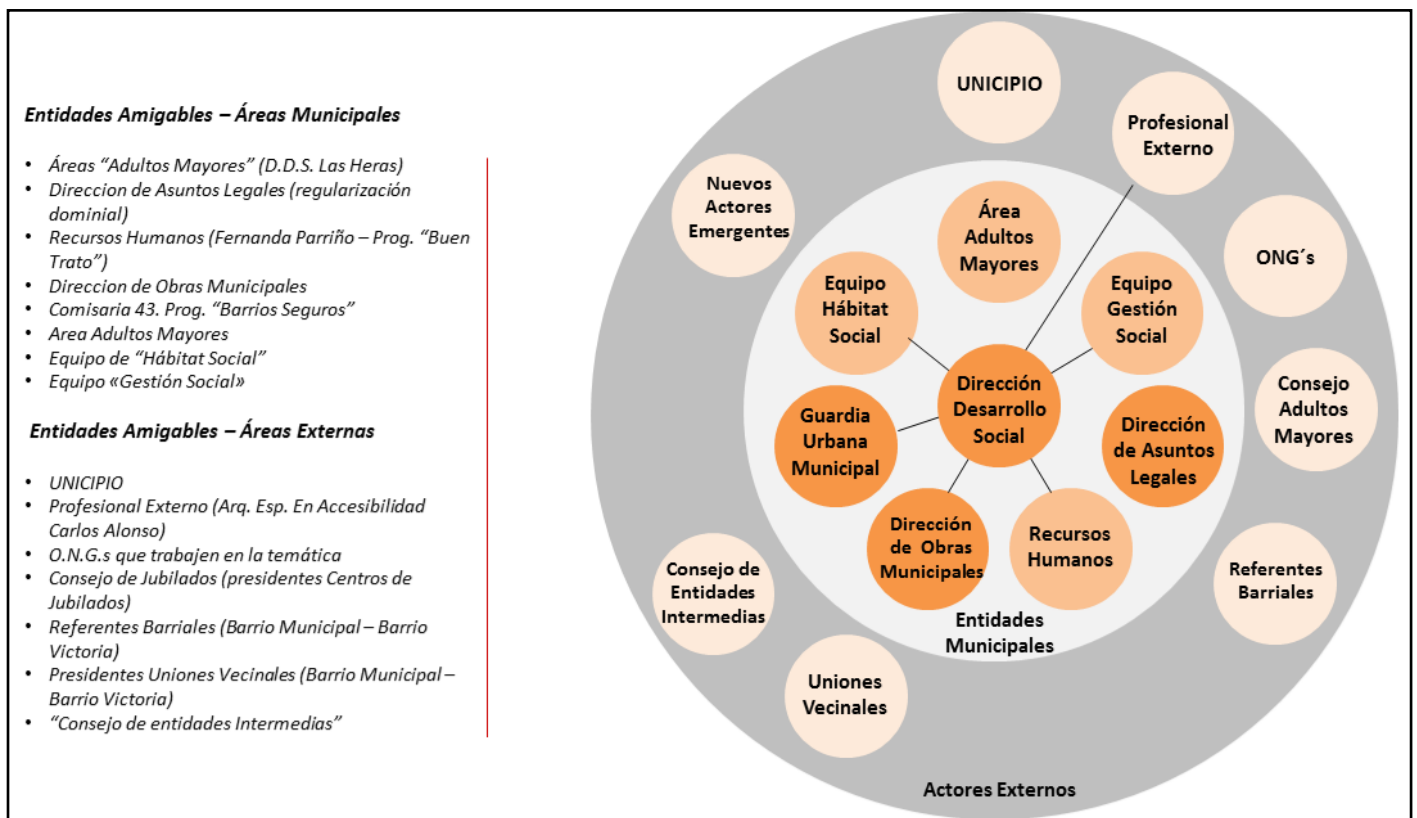 Entidades Amigables – Áreas Municipales
• Áreas “Adultos Mayores” (D.D.S. Las Heras)
• Direccion de Asuntos Legales (regularización
dominial)
• Recursos Humanos (Fernanda Parriño – Prog. “Buen
Trato”)
• Direccion de Obras Municipales
• Comisaria 43. Prog. “Barrios Seguros”
• Area Adultos Mayores
• Equipo de “Hábitat Social”
• Equipo «Gestión Social»
Entidades Amigables – Áreas Externas
• UNICIPIO
• Profesional Externo (Arq. Esp. En Accesibilidad
Carlos Alonso)
• O.N.G.s que trabajen en la temática
• Consejo de Jubilados (presidentes Centros de
Jubilados)
• Referentes Barriales (Barrio Municipal – Barrio
Victoria)
• Presidentes Uniones Vecinales (Barrio Municipal –
Barrio Victoria)
• “Consejo de entidades Intermedias”
UNICIPIO
Profesional
Externo
Nuevos
Actores
Emergentes
ONG´s
Área
Adultos
Mayores
Equipo
Hábitat
Social
Equipo
Gestión
Social
Dirección
Desarrollo
Social
Consejo
Adultos
Mayores
Guardia
Urbana
Municipal
Dirección
de Asuntos
Legales
Dirección
de Obras
Municipales
Recursos
Humanos
Consejo de
Entidades
Intermedias
Referentes
Barriales
Entidades
Municipales
Uniones
Vecinales
Actores Externos